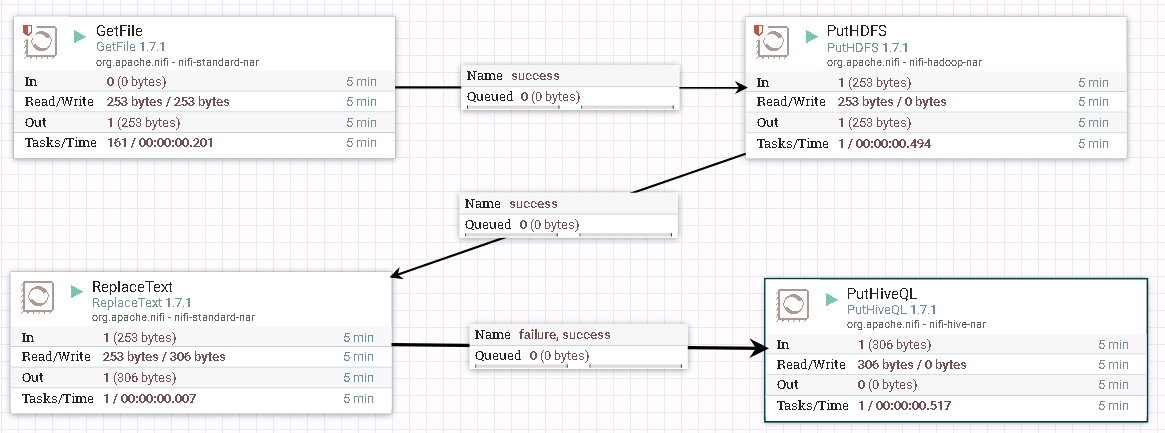 GetFile
GetFile 1.7.1
org.apache.nifi - nifi-standard-nar
In 0 (0 bytes) 5 min
Read/Write 253 bytes / 253 bytes 5 min
Out 1 (253 bytes) 5 min
Tasks/Time 161 / 00:00:00.201 5 min
Name success
Queued 0 (0 bytes)
PutHDFS
PutHDFS 1.7.1
org.apache.nifi - nifi-hadoop-nar
In 1 (253 bytes) 5 min
Read/Write 253 bytes / 0 bytes 5 min
Out 1 (253 bytes) 5 min
Tasks/Time 1 / 00:00:00.494 5 min
Name success
Queued 0 (0 bytes)
ReplaceText
ReplaceText 1.7.1
org.apache.nifi - nifi-standard-nar
In 1 (253 bytes) 5 min
Read/Write 253 bytes / 306 bytes 5 min
Out 1 (306 bytes) 5 min
Tasks/Time 1 / 00:00:00.007 5 min
Name failure, success
Queued 0 (0 bytes)
PutHiveQL
PutHiveQL 1.7.1
org.apache.nifi - nifi-hive-nar
In 1 (306 bytes) 5 min
Read/Write 306 bytes / 0 bytes 5 min
Out 0 (0 bytes) 5 min
Tasks/Time 1 / 00:00:00.517 5 min